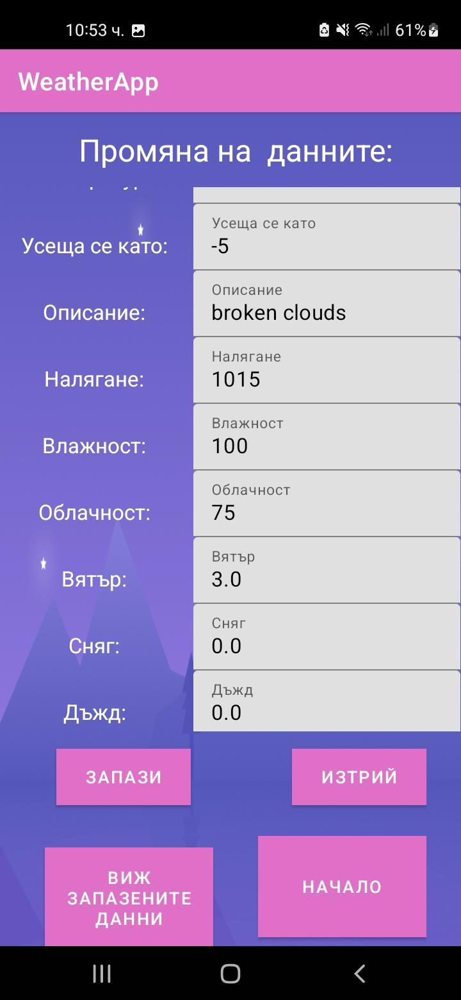 10:53 ч. 61%
WeatherApp
Промяна на  данните:
Усеща се като
Усеща се като: -5
Описание
Описание: broken clouds
Налягане
Налягане: 1015
Влажност
Влажност: 100
Облачност
Облачност: 75
Вятър
Вятър: 3.0
Сняг
Сняг: 0.0
Дъжд
Дъжд: 0.0
ЗАПАЗИ ИЗТРИЙ
ВИЖ
ЗАПАЗЕНИТЕ
ДАННИ
НАЧАЛО